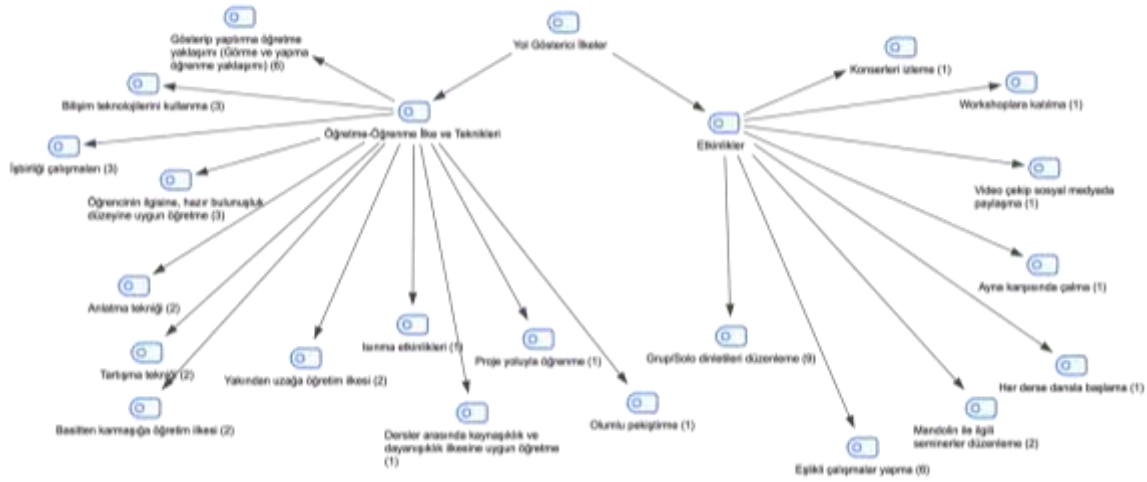 Yol Gösterici İlkeler
Gösterip yaptırma öğretme
yaklaşımı (Görme ve yapma
öğrenme yaklaşımı) (6)
Bilişim teknolojilerini kullanma (3)
Öğretme-Öğrenme İlke ve Teknikleri
İşbirliği çalışmaları (3)
Öğrencinin ilgisine, hazır bulunuşluk
düzeyine uygun öğretme (3)
Anlatma tekniği (2)
Tartışma tekniği (2)
Basitten karmaşığa öğretim ilkesi (2)
Yakından uzağa öğretim ilkesi (2)
Isınma etkinlikleri (1)
Dersler arasında kaynaşıklık ve
dayanışıklık ilkesine uygun öğretme
(1)
Proje yoluyla öğrenme (1)
Olumlu pekiştirme (1)
Etkinlikler
Konserleri izleme (1)
Workshoplara katılma (1)
Video çekip sosyal medyada
paylaşma (1)
Ayna karşısında çalma (1)
Her derse dansla başlama (1)
Mandolin ile ilgili
seminerler düzenleme (2)
Eşlikli çalışmalar yapma (6)
Grup/Solo dinletileri düzenleme (9)